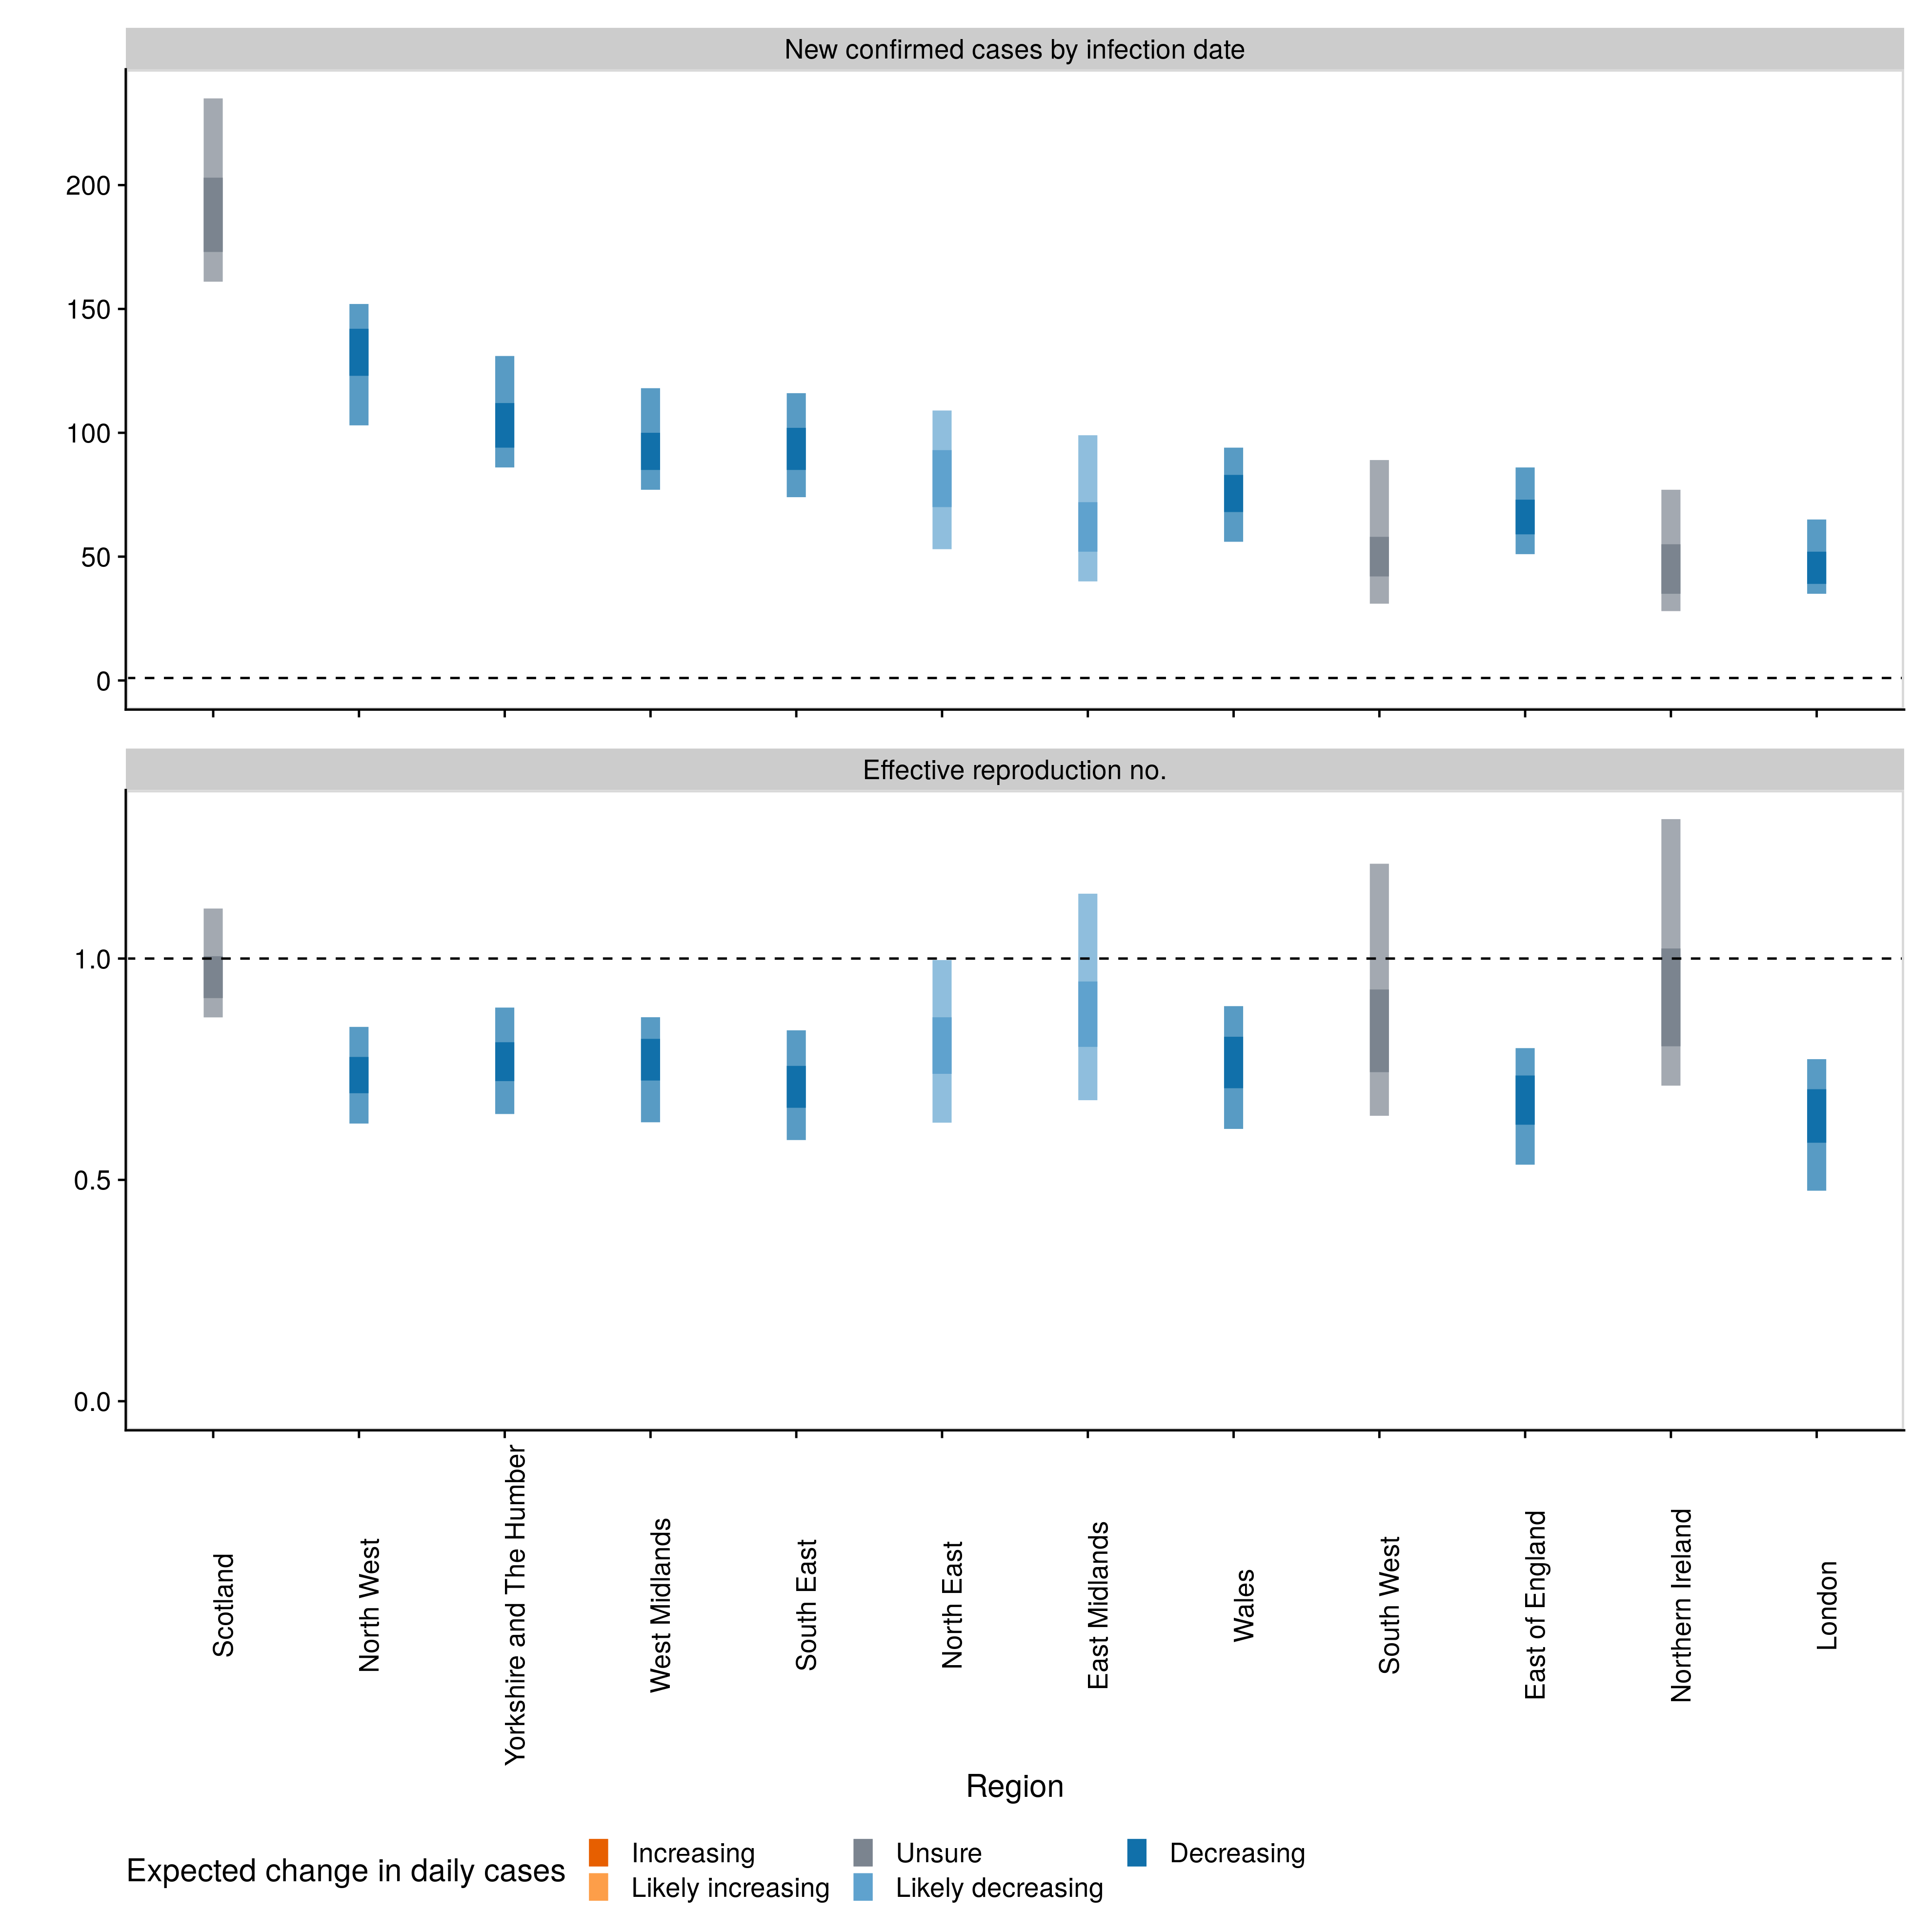 New confirmed cases by infection date
200
150
100
50
0
Effective reproduction no.
1.0
0.5
0.0
Scotland
North West
Yorkshire and The Humber
West Midlands
South East
North East
East Midlands
Wales
South West
East of England
Northern Ireland
London
Region
Expected change in daily cases
Increasing
Likely increasing
Unsure
Likely decreasing
Decreasing